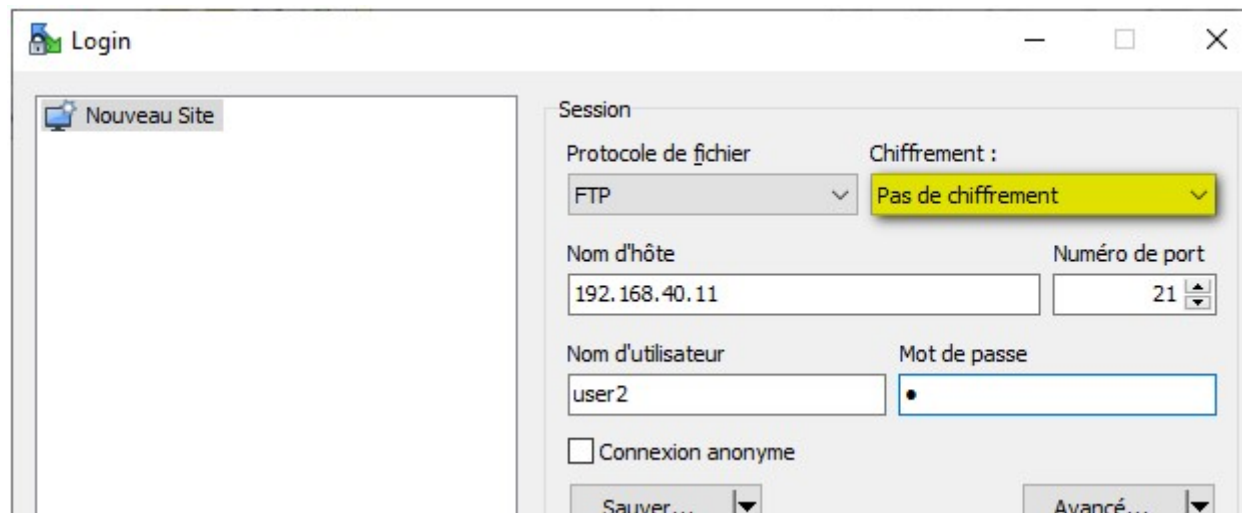 Login
Nouveau Site
Session
Protocole de fichier Chiffrement :
FTP Pas de chiffrement
Nom d'hôte Numéro de port
192.168.40.11 21
Nom d'utilisateur Mot de passe
user2 •
Connexion anonyme
Sauver... Avancé...